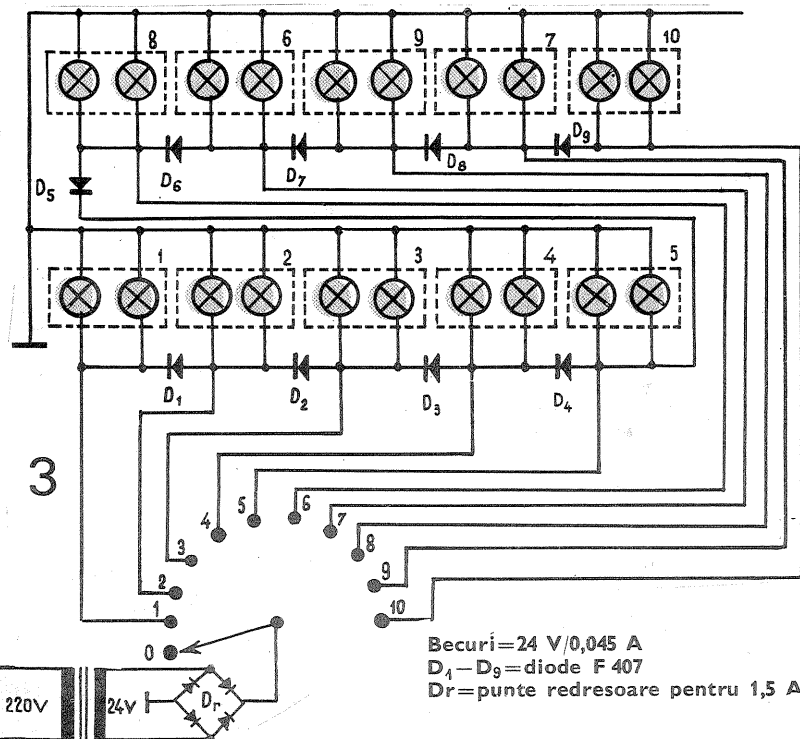 8 6 9 7 10
D5 D6 D7 D8 D9
1 2 3 4 5
D1 D2 D3 D4
3
4 5 6 7
3 8
2 9
1 10
0
Becuri=24 V/0,045 A
D1—D9=diode F 407
Dr=punte redresoare pentru 1,5 A
220V 24V Dr